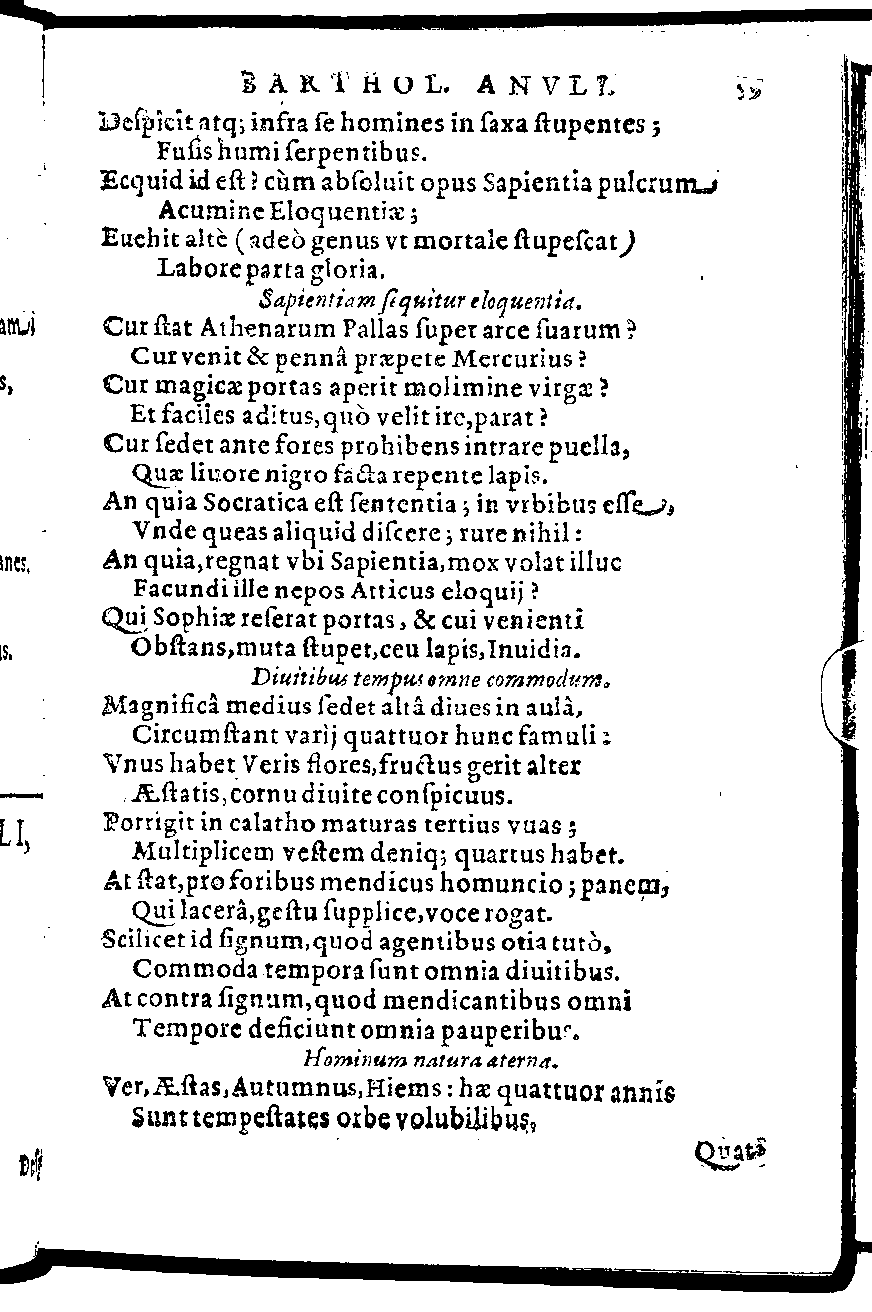 BARTHOL. ANVLI.
Deſpicit atq; infra ſe homines in ſaxa ſtupentes;
Fuſis humi ſerpentibus.
Ecquid id eſt? cùm abſoluit opus Sapientia pulcrum
Acumine Eloquentiæ;
Euehit altè (adeò genus vt mortale ſtupeſcat)
Labore parta gloria.
Sapientiam ſequitur eloquentia.
Cur ſtat Athenarum Pallas ſuper arce ſuarum?
Cur venit & pennâ præpete Mercurius?
Cur magicæ portas aperit molimine virgæ?
Et faciles aditus, quò velit ire, parat?
Cur ſedet ante fores prohibens intrare puella,
Quæ liuore nigro facta repente lapis.
An quia Socratica eſt ſententia; in vrbibus eſſe,
Vnde queas aliquid diſcere; rure nihil:
An quia, regnat vbi Sapientia, mox volat illuc
Facundi ille nepos Atticus eloquij?
Qui Sophiæ reſerat portas, & cui venienti
Obſtans, muta ſtupet, ceu lapis, Inuidia.
Diuitibus tempus omne commodum.
Magnificâ medius ſedet altâ diues in aulâ,
Circumſtant varij quattuor hunc famuli:
Vnus habet Veris flores, fructus gerit alter
Æſtatis, cornu diuite conſpicuus.
Porrigit in calatho maturas tertius vuas;
Multiplicem veſtem deniq; quartus habet.
At ſtat, pro foribus mendicus homuncio; panem,
Qui lacerâ, geſtu ſupplice, voce rogat.
Scilicet id ſignum, quod agentibus otia tutò,
Commoda tempora ſunt omnia diuitibus.
At contra ſignum, quod mendicantibus omni
Tempore deficiunt omnia pauperibus.
Hominum natura aterna.
Ver, Æſtas, Autumnus, Hiems: hæ quattuor annis
Sunt tempeſtates orbe volubilibus,